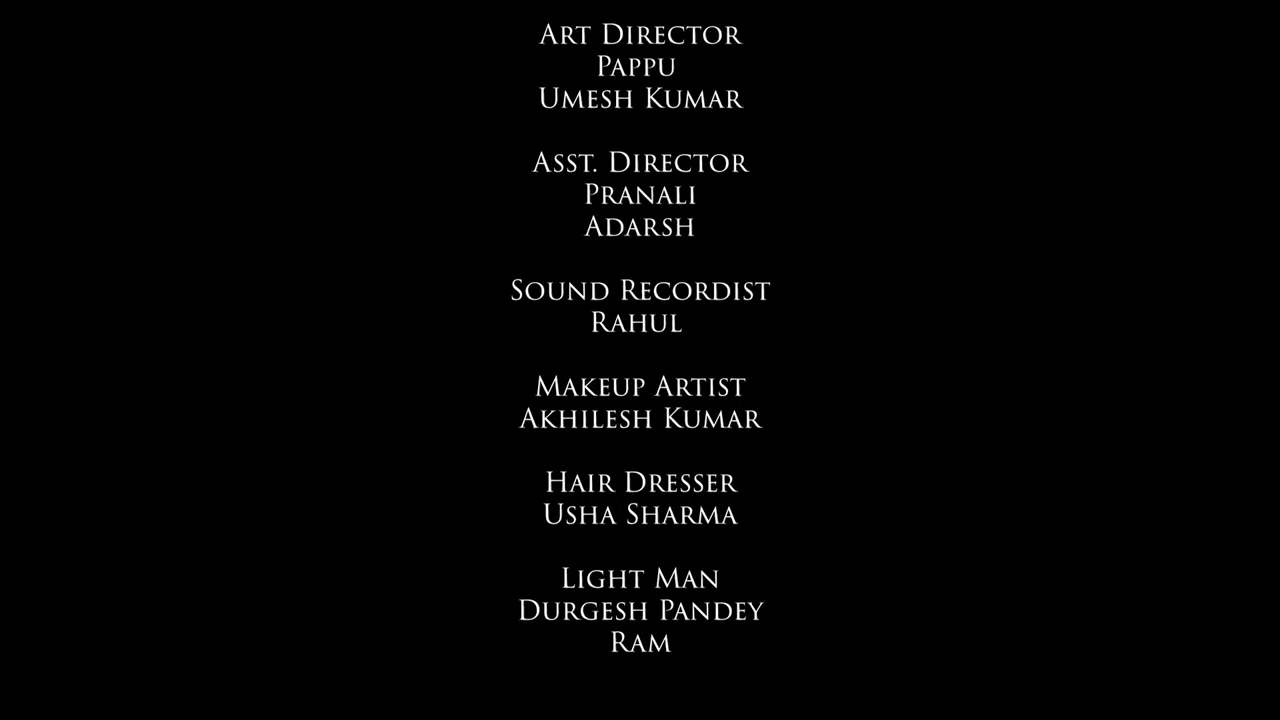 Art Director
Pappu
Umesh Kumar
Asst. Director
Pranali
Adarsh
Sound Recordist
Rahul
Makeup Artist
Akhilesh Kumar
Hair Dresser
Usha Sharma
Light Man
Durgesh Pandey
Ram